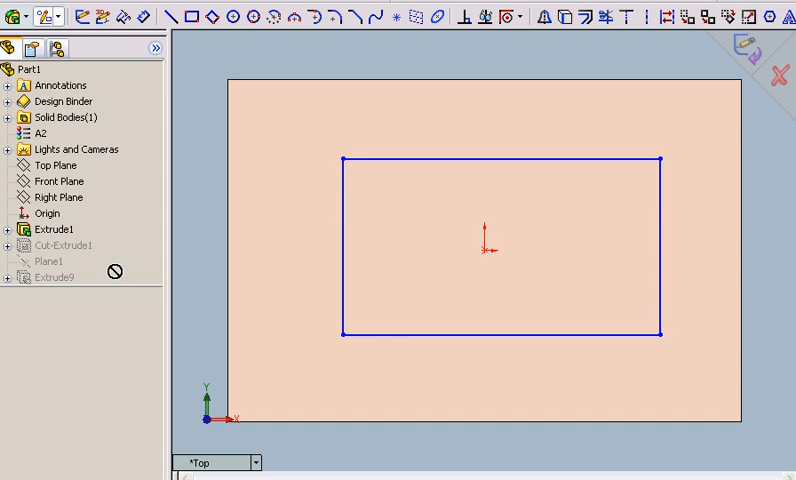 Part1
Annotations
Design Binder
Solid Bodies(1)
A2
Lights and Cameras
Top Plane
Front Plane
Right Plane
Origin
Extrude1
Cut-Extrude1
Plane1
Extrude9
Y
X
*Top